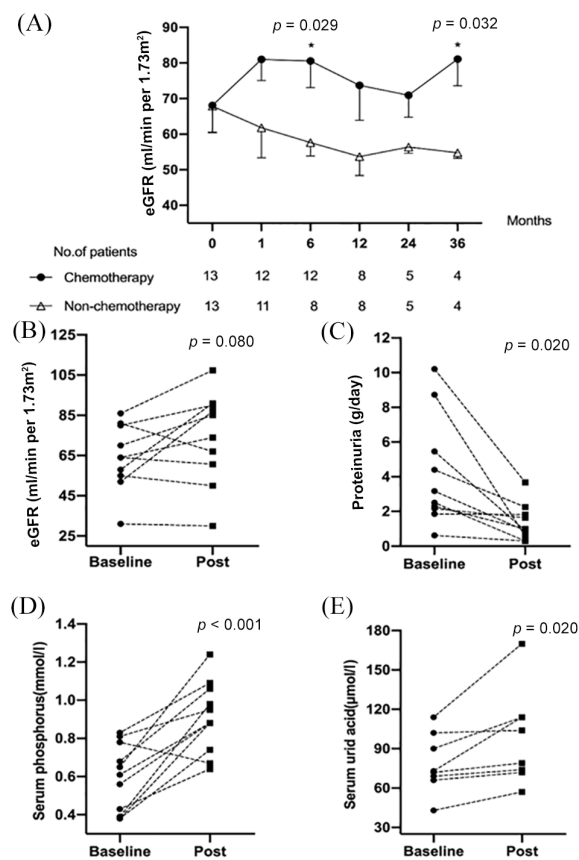 (A)
p = 0.029
p = 0.032
eGFR (ml/min per 1.73m²)
90
80
70
60
50
40
*
*
0 1 6 12 24 36
Months
No.of patients
Chemotherapy 13 12 12 8 5 4
Non-chemotherapy 13 11 8 8 5 4
(B)
p = 0.080
eGFR (ml/min per 1.73m²)
125
105
85
65
45
25
Baseline Post
(C)
p = 0.020
Proteinuria (g/day)
12
10
8
6
4
2
0
Baseline Post
(D)
p < 0.001
Serum phosphorus(mmol/l)
1.4
1.2
1.0
0.8
0.6
0.4
Baseline Post
(E)
p = 0.020
Serum urid acid(μmol/l)
180
150
120
90
60
30
Baseline Post